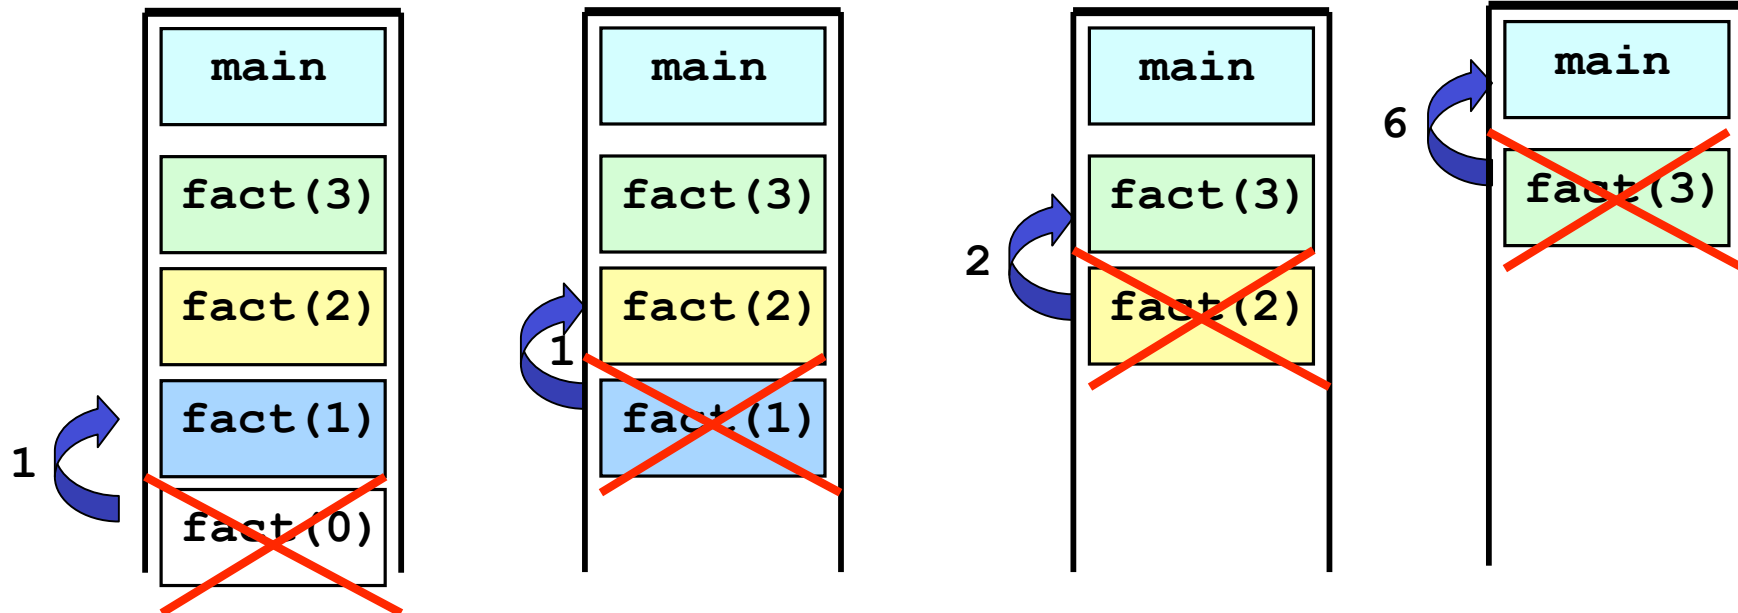 main
fact(3)
fact(2)
fact(1)
1
fact(0)
main
fact(3)
fact(2)
1
fact(1)
main
fact(3)
2
fact(2)
main
6
fact(3)